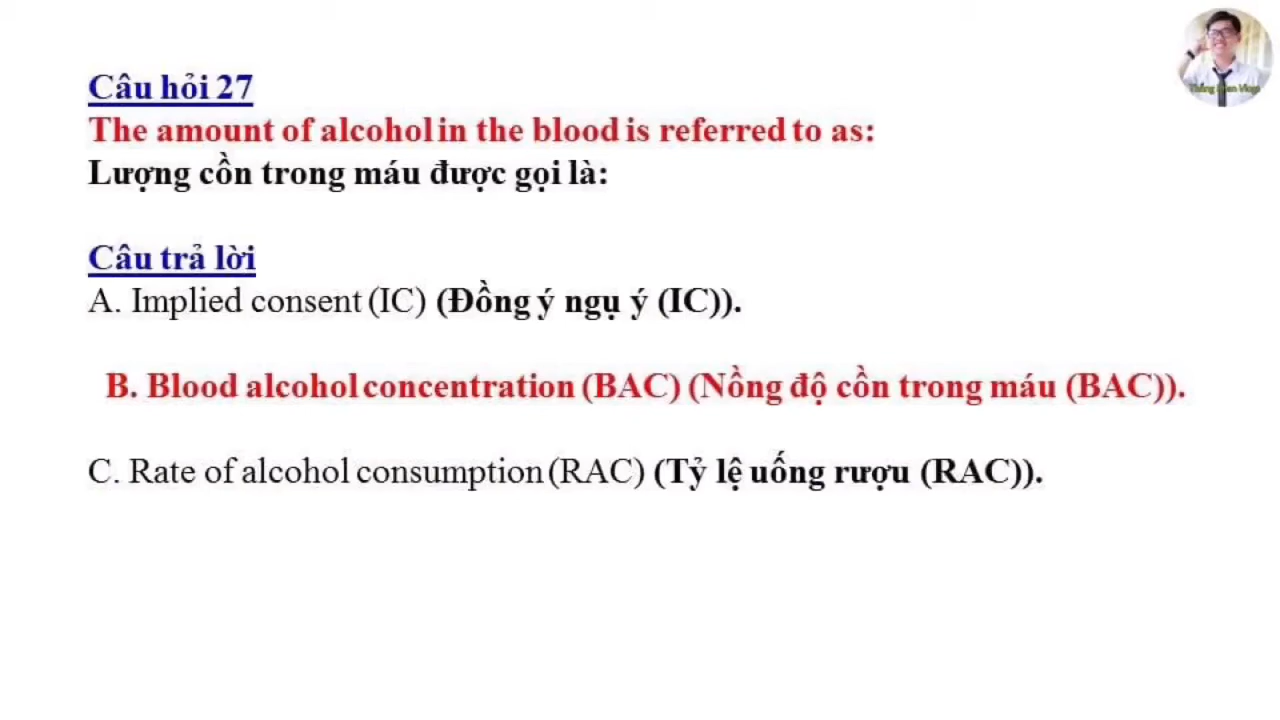 Câu hỏi 27
The amount of alcohol in the blood is referred to as:
Lượng cồn trong máu được gọi là:
Câu trả lời
A. Implied consent (IC) (Đồng ý ngụ ý (IC)).
B. Blood alcohol concentration (BAC) (Nồng độ cồn trong máu (BAC)).
C. Rate of alcohol consumption (RAC) (Tỷ lệ uống rượu (RAC)).